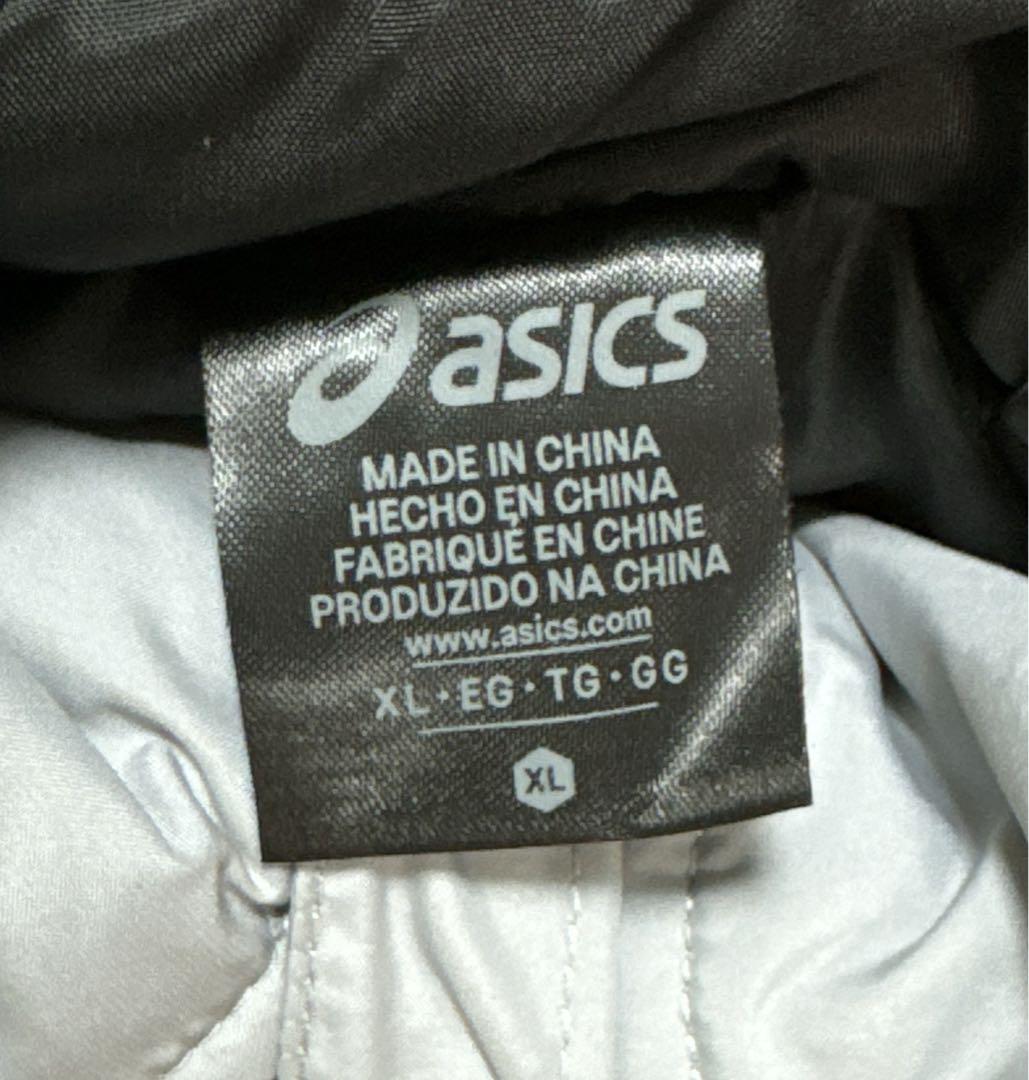 asics
MADE IN CHINA
HECHO EN CHINA
FABRIQUÉ EN CHINE
PRODUZIDO NA CHINA
www.asics.com
XL·EG·TG·GG
XL